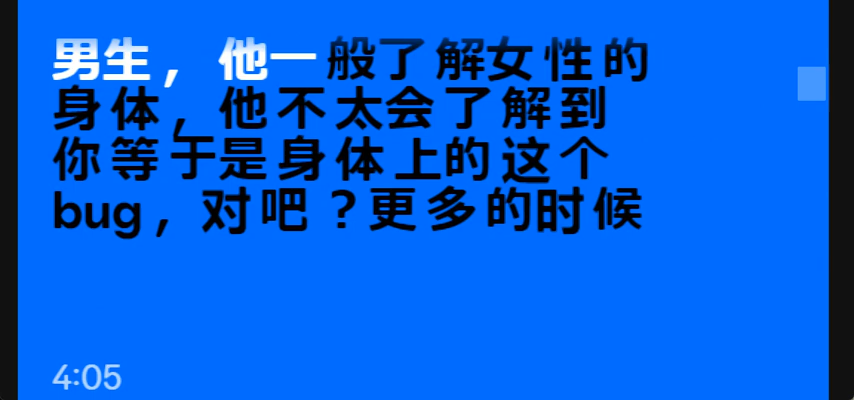 男生，他一般了解女性的
身体，他不太会了解到
你等于是身体上的这个
bug，对吧？更多的时候
4:05